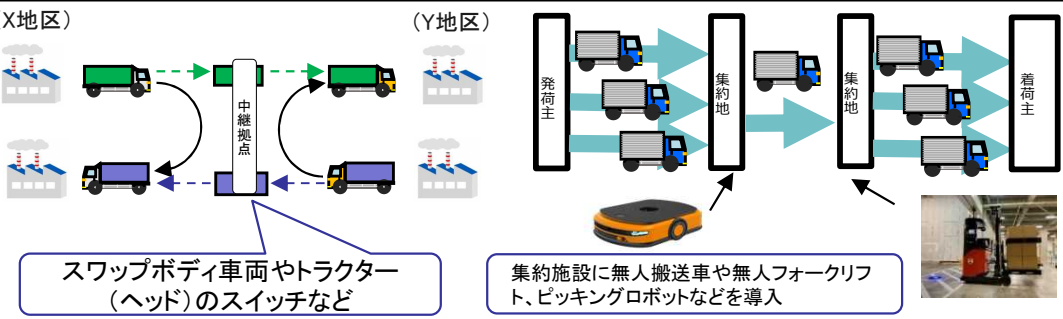 X地区）
（Y地区）
中継拠点
発荷主
集約地
集約地
着荷主
スワップボディ車両やトラクター
（ヘッド）のスイッチなど
集約施設に無人搬送車や無人フォークリフ
ト、ピッキングロボットなどを導入